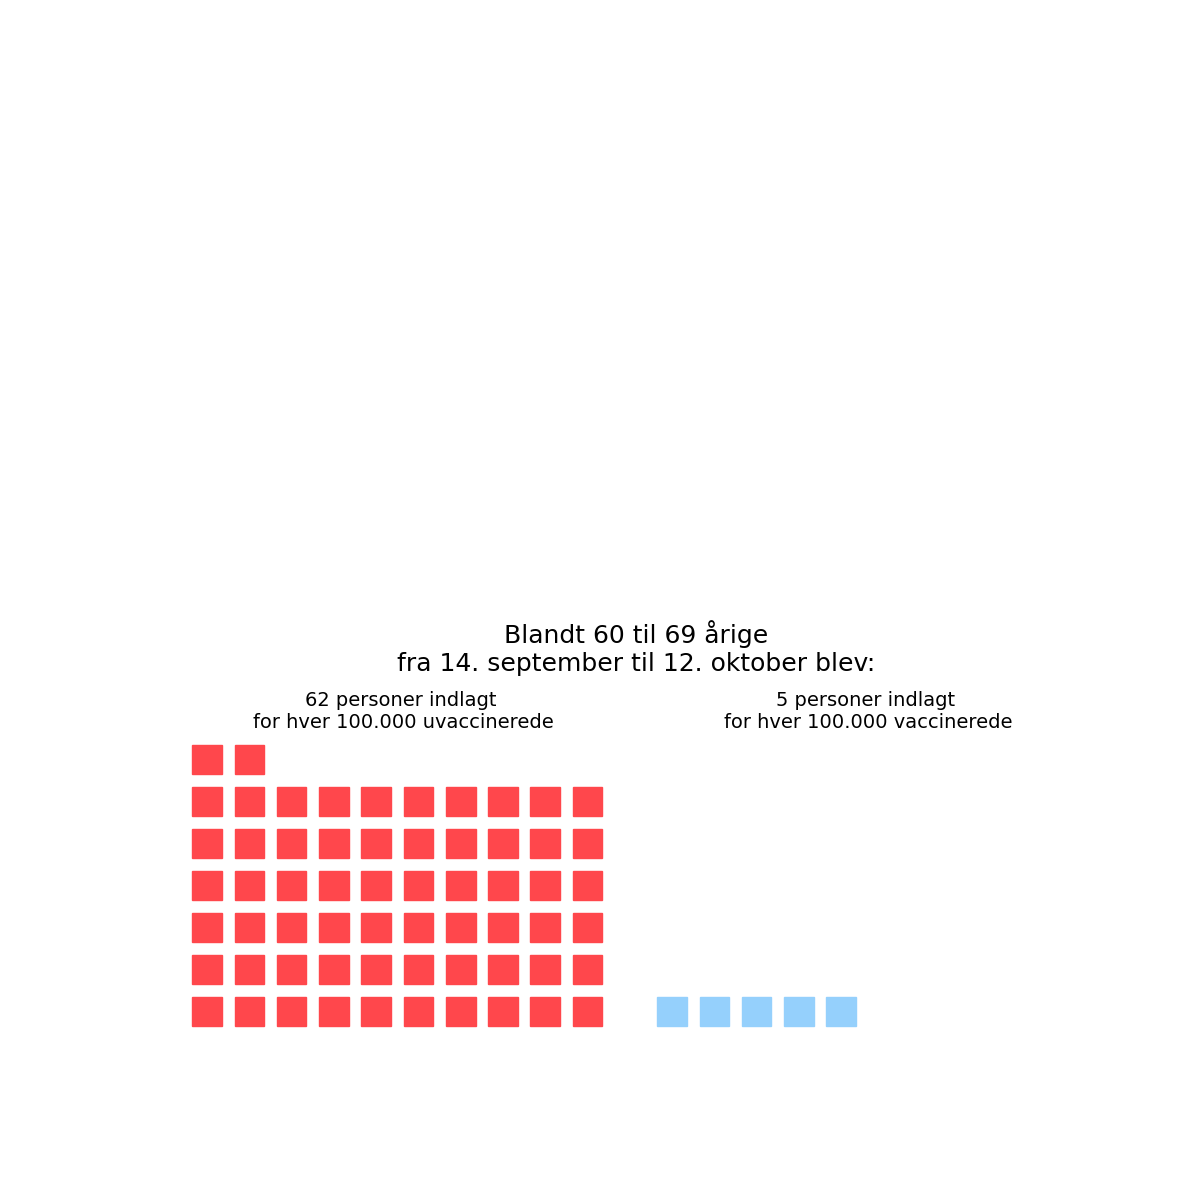 Blandt 60 til 69 årige
fra 14. september til 12. oktober blev:
62 personer indlagt
for hver 100.000 uvaccinerede
5 personer indlagt
for hver 100.000 vaccinerede